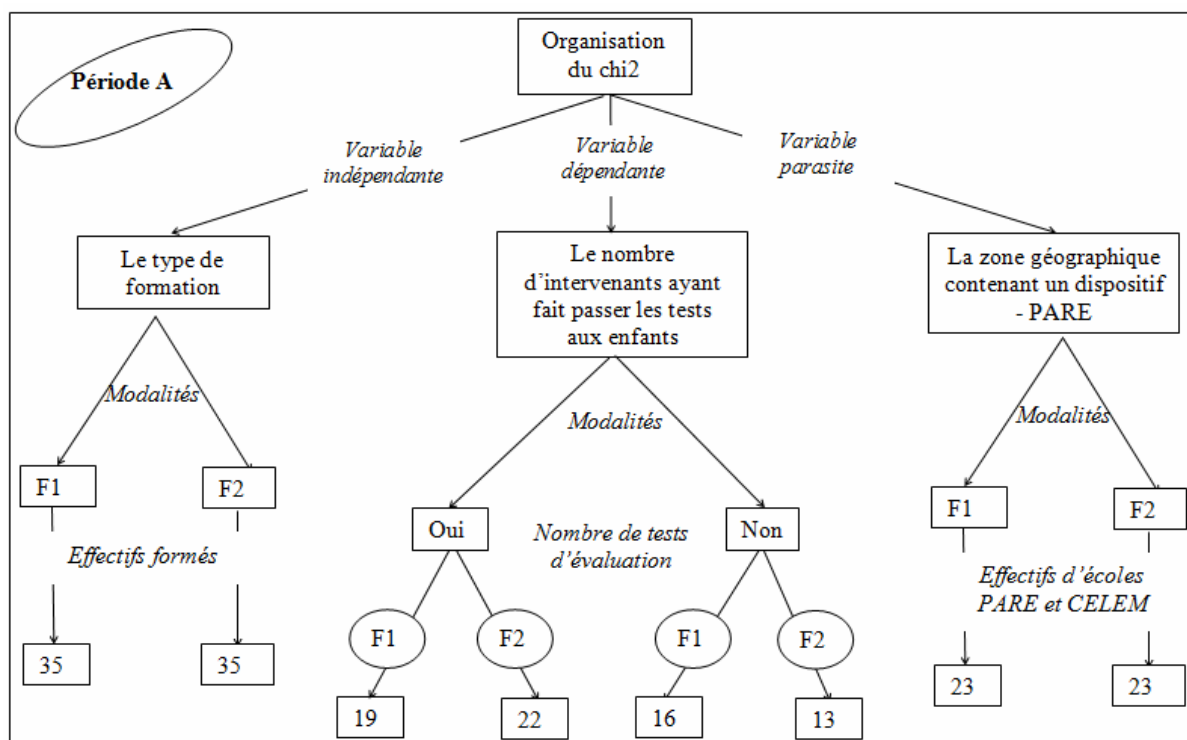 Organisation
du chi2
Période A
Variable
indépendante
Variable
dépendante
Variable
parasite
Le type de
formation
Le nombre
d'intervenants ayant
fait passer les tests
aux enfants
La zone géographique
contenant un dispositif
- PARE
Modalités
Modalités
Modalités
F1
F2
Oui
Nombre de tests
d'évaluation
Non
F1
F2
Effectifs formés
Effectifs d'écoles
PARE et CELEM
F1
F2
F1
F2
35
35
19
22
16
13
23
23